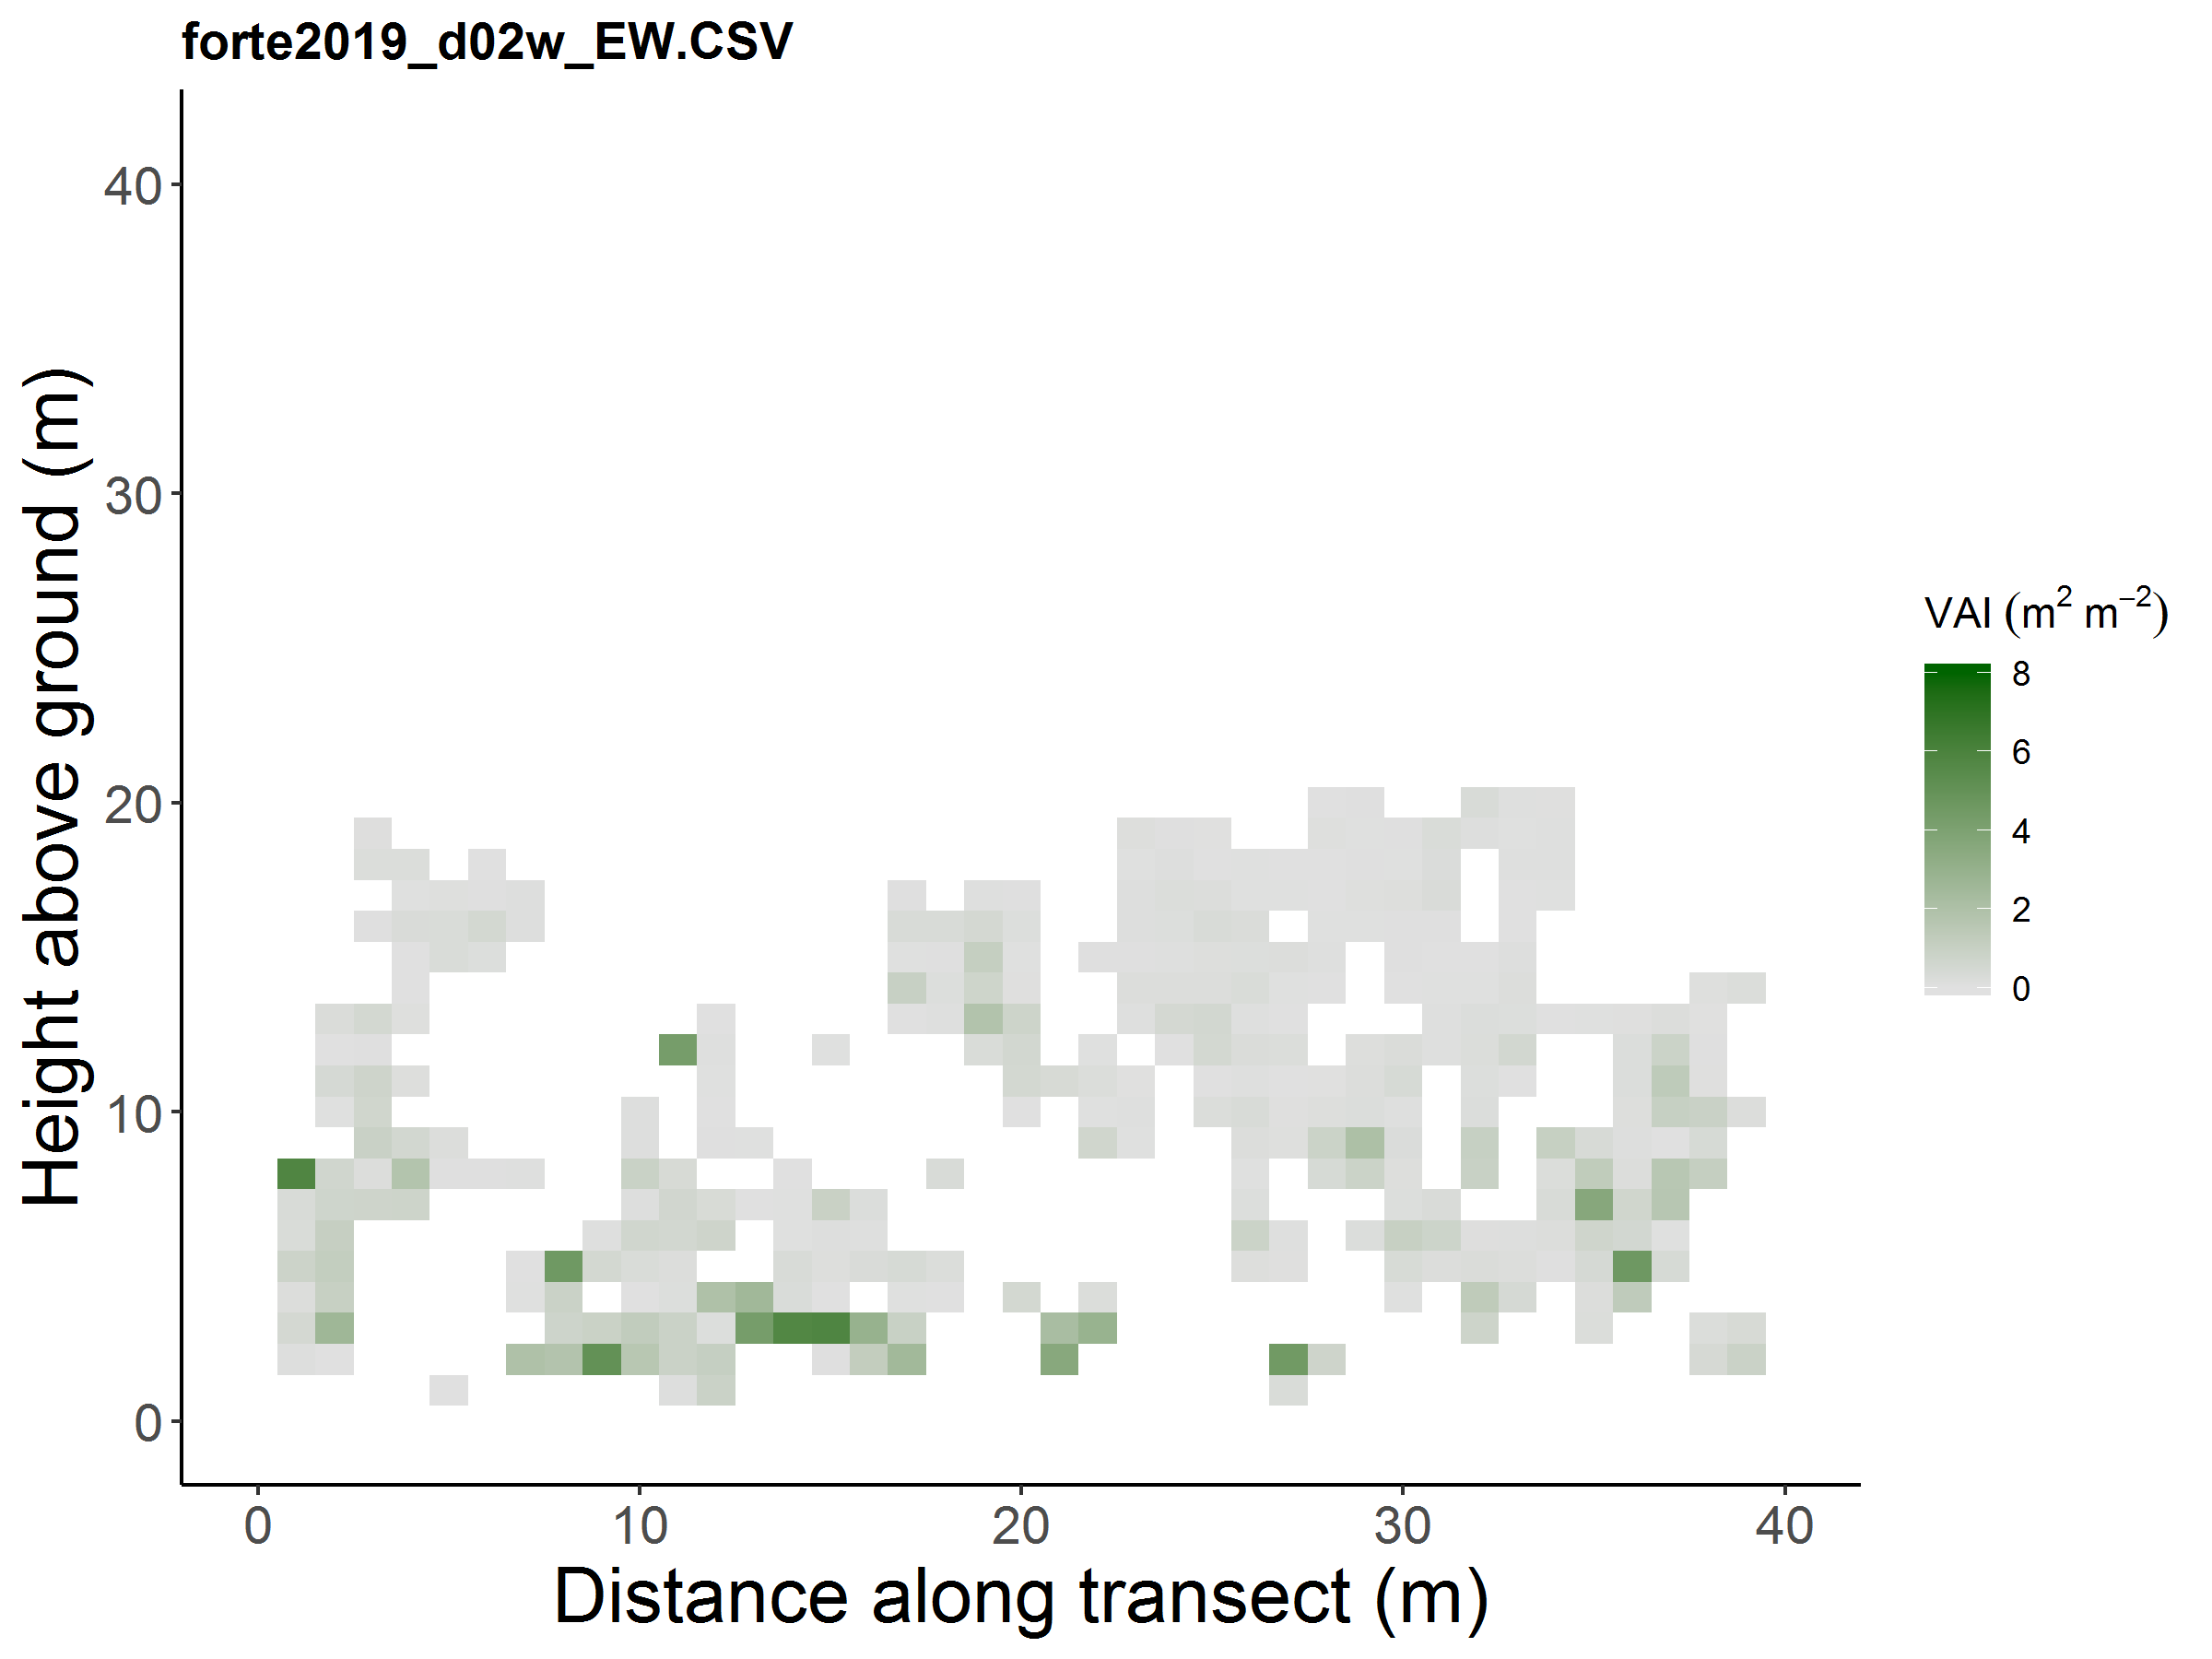 forte2019_d02w_EW.CSV
Height above ground (m)
40
30
20
10
0
0 10 20 30 40
Distance along transect (m)
VAI (m² m⁻²)
8
6
4
2
0